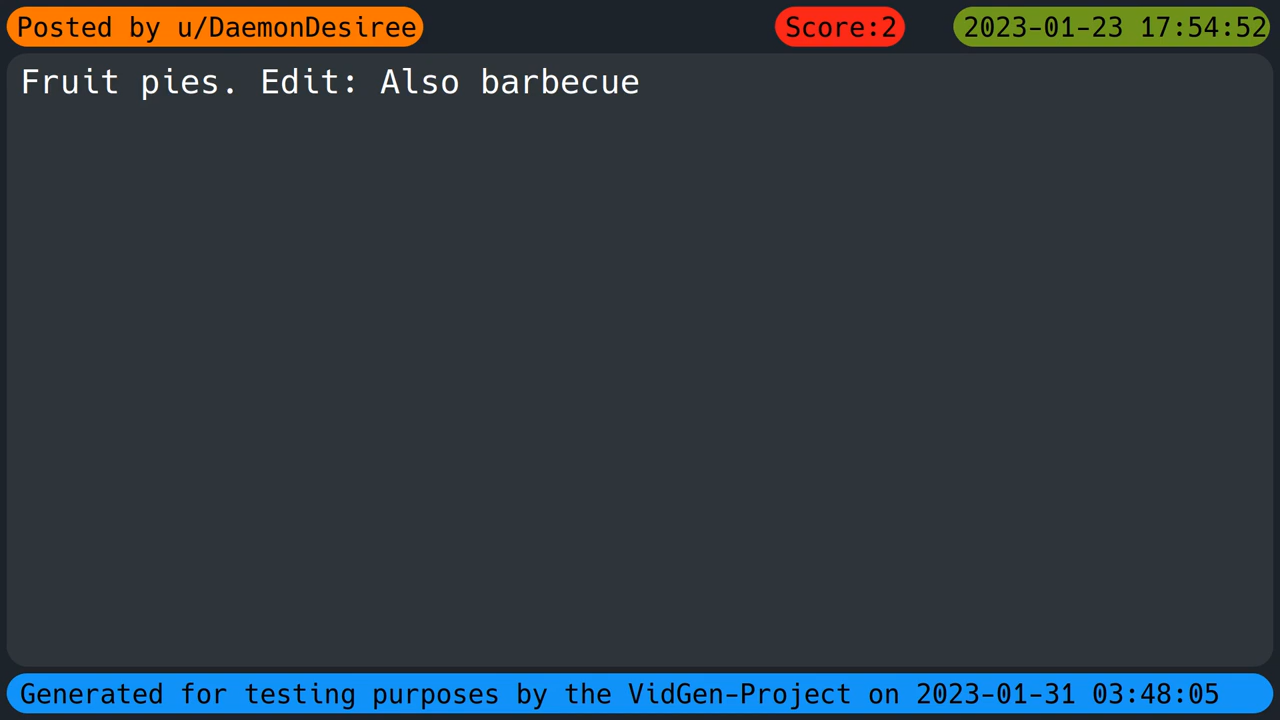 Posted by u/DaemonDesiree
Score:2
2023-01-23 17:54:52
Fruit pies. Edit: Also barbecue
Generated for testing purposes by the VidGen-Project on 2023-01-31 03:48:05